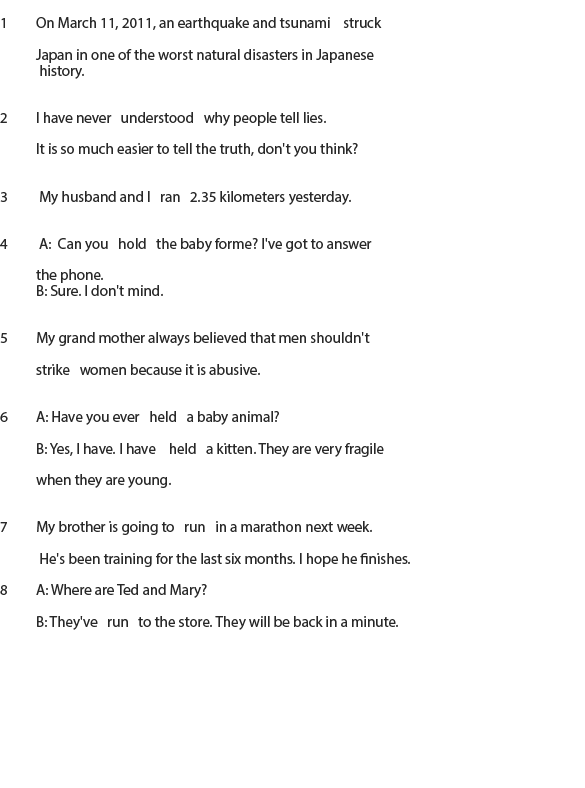 1 On March 11, 2011, an earthquake and tsunami struck
Japan in one of the worst natural disasters in Japanese
history.
2 I have never understood why people tell lies.
It is so much easier to tell the truth, don't you think?
3 My husband and I ran 2.35 kilometers yesterday.
4 A: Can you hold the baby forme? I've got to answer
the phone.
B: Sure. I don't mind.
5 My grand mother always believed that men shouldn't
strike women because it is abusive.
6 A: Have you ever held a baby animal?
B: Yes, I have. I have held a kitten. They are very fragile
when they are young.
7 My brother is going to run in a marathon next week.
He's been training for the last six months. I hope he finishes.
8 A: Where are Ted and Mary?
B: They've run to the store. They will be back in a minute.